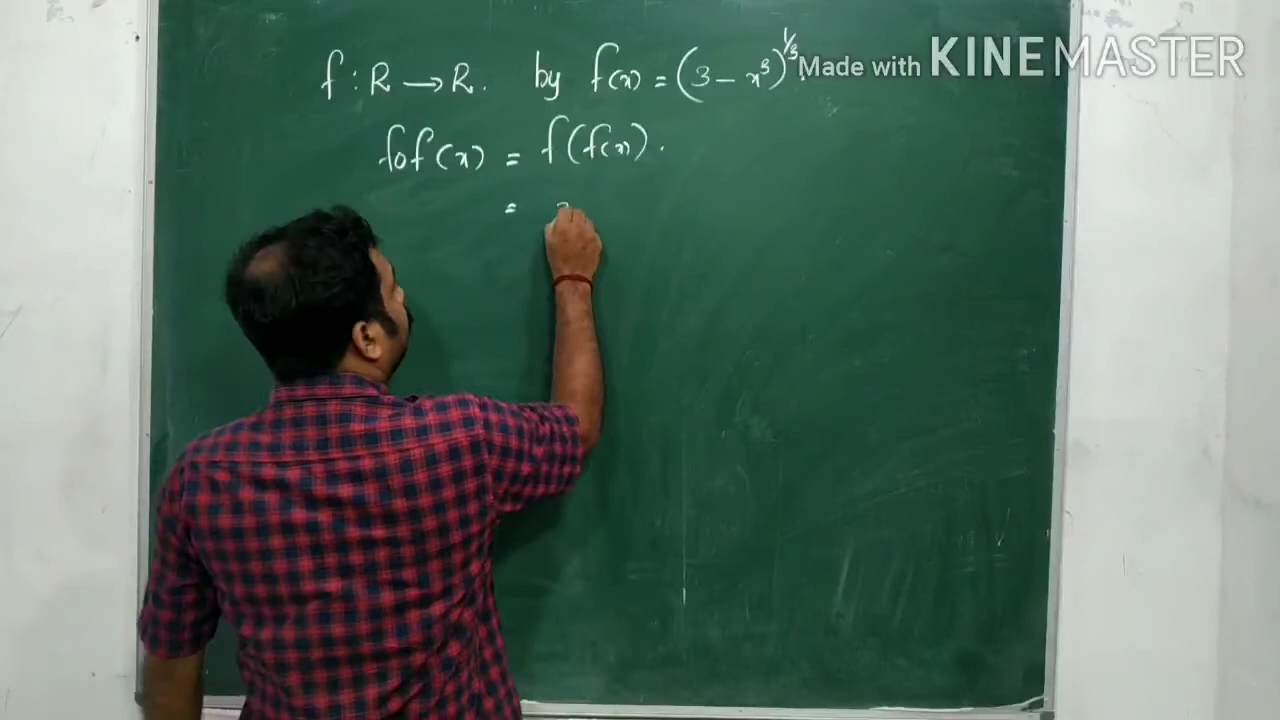 f : R → R. by f(x) = (3 - x³)^{1/3}.
Made with KINEMASTER
fof(x) = f(f(x)).
=